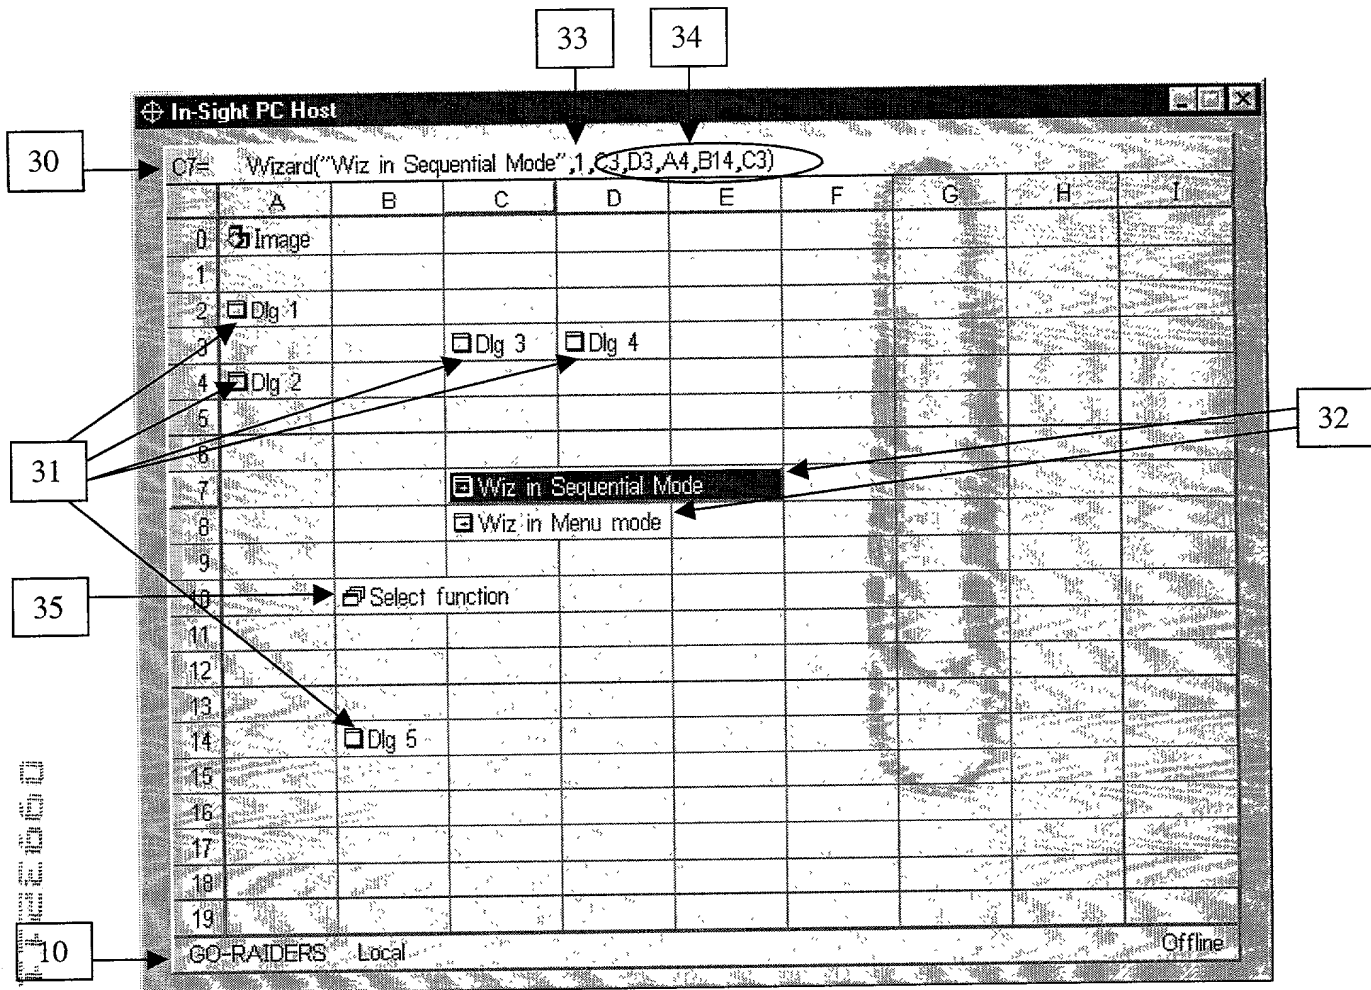 33 34
In-Sight PC Host
30
C7= Wizard("Wiz in Sequential Mode",1,C3,D3,A4,B14,C3)
A B C D E F G H I
0 Image
1
2 Dlg 1
3 Dlg 3 Dlg 4
4 Dlg 2
5
32
6
31
7 Wiz in Sequential Mode
8 Wiz in Menu mode
9
35
10 Select function
11
12
13
14 Dlg 5
15
16
17
18
19
10
GO-RAIDERS Local Offline